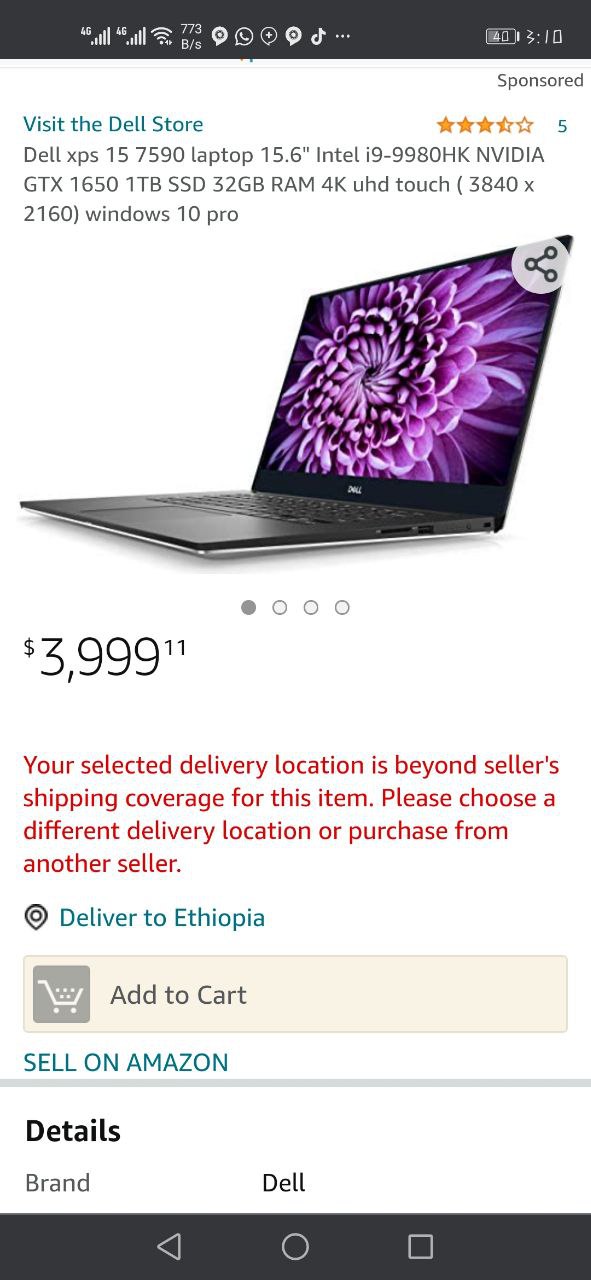 4G 4G 773 B/s ... 40 3:10
Sponsored
Visit the Dell Store 5
Dell xps 15 7590 laptop 15.6" Intel i9-9980HK NVIDIA
GTX 1650 1TB SSD 32GB RAM 4K uhd touch ( 3840 x
2160) windows 10 pro
DELL
$3,999 11
Your selected delivery location is beyond seller's
shipping coverage for this item. Please choose a
different delivery location or purchase from
another seller.
Deliver to Ethiopia
Add to Cart
SELL ON AMAZON
Details
Brand Dell